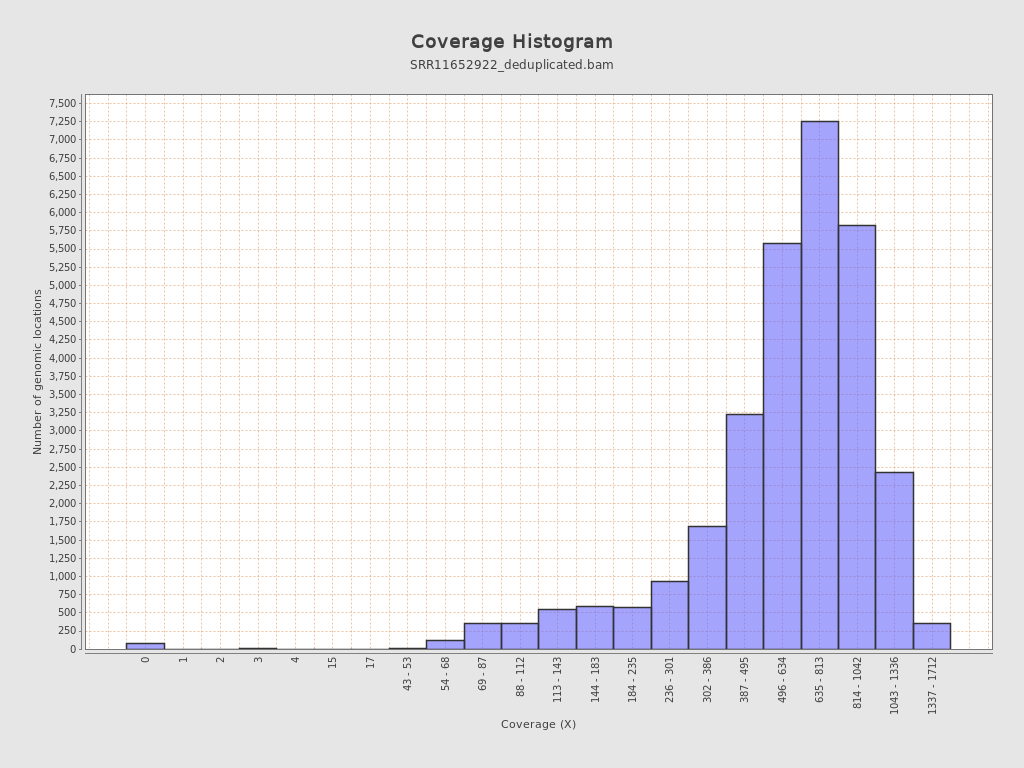 Coverage Histogram
SRR11652922_deduplicated.bam
Number of genomic locations
7,500
7,250
7,000
6,750
6,500
6,250
6,000
5,750
5,500
5,250
5,000
4,750
4,500
4,250
4,000
3,750
3,500
3,250
3,000
2,750
2,500
2,250
2,000
1,750
1,500
1,250
1,000
750
500
250
0
0
1
2
3
4
15
17
43 - 53
54 - 68
69 - 87
88 - 112
113 - 143
144 - 183
184 - 235
236 - 301
302 - 386
387 - 495
496 - 634
635 - 813
814 - 1042
1043 - 1336
1337 - 1712
Coverage (X)